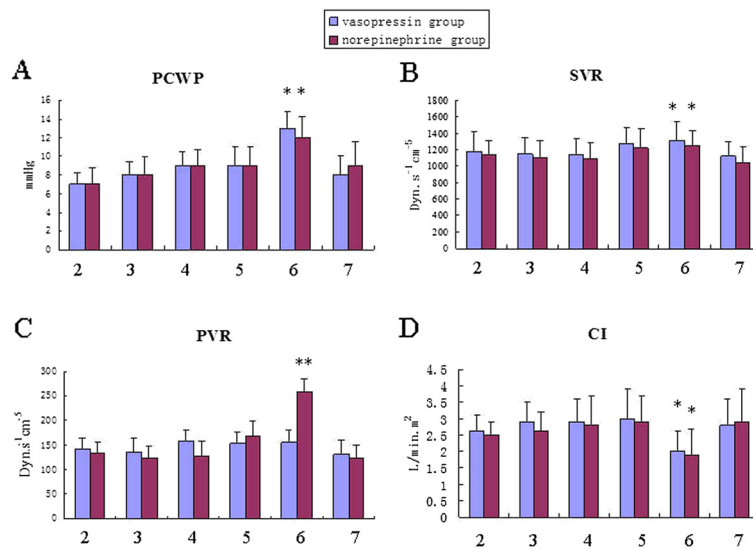 vasopressin group
norepinephrine group
A
PCWP
mmHg
16
14
12
10
8
6
4
2
0
* *
2 3 4 5 6 7
B
SVR
Dyn.s⁻¹cm⁻⁵
1800
1600
1400
1200
1000
800
600
400
200
0
* *
2 3 4 5 6 7
C
PVR
Dyn.s⁻¹cm⁻⁵
300
250
200
150
100
50
0
**
2 3 4 5 6 7
D
CI
L/min.m²
4.5
4
3.5
3
2.5
2
1.5
1
0.5
0
* *
2 3 4 5 6 7